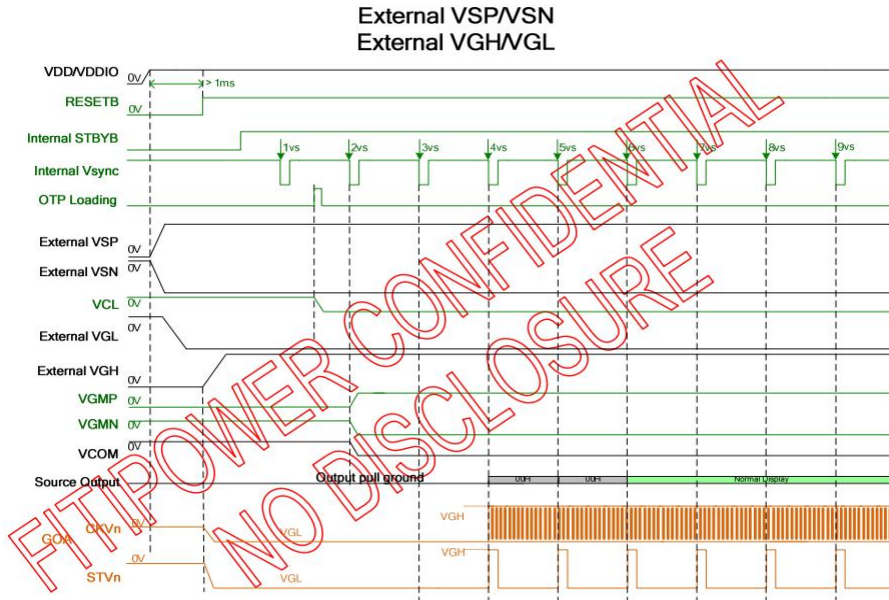 External VSP/VSN
External VGH/VGL
VDD/VDDIO 0V
> 1ms
RESETB 0V
Internal STBYB
1vs 2vs 3vs 4vs 5vs 6vs 7vs 8vs 9vs
Internal Vsync
OTP Loading
External VSP 0V
External VSN 0V
VCL 0V
External VGL 0V
External VGH 0V
VGMP 0V
VGMN 0V
VCOM 0V
Source Output Output pull ground 00H 00H Normal Display
GOA
CKVn 0V VGL VGH
STVn 0V VGL VGH
FITIPOWER CONFIDENTIAL
NO DISCLOSURE